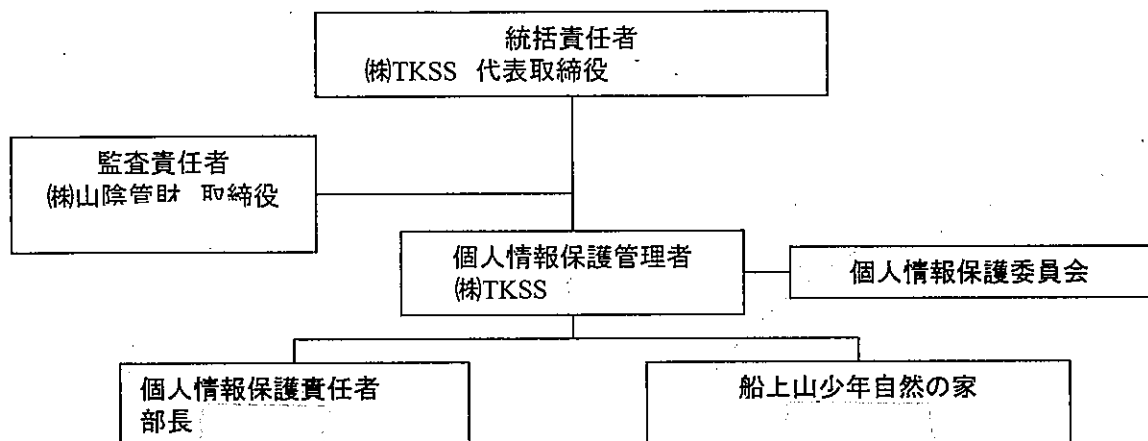 統括責任者
㈱TKSS 代表取締役
監査責任者
㈱山陰管財 取締役
個人情報保護管理者
㈱TKSS
個人情報保護委員会
個人情報保護責任者
部長
船上山少年自然の家